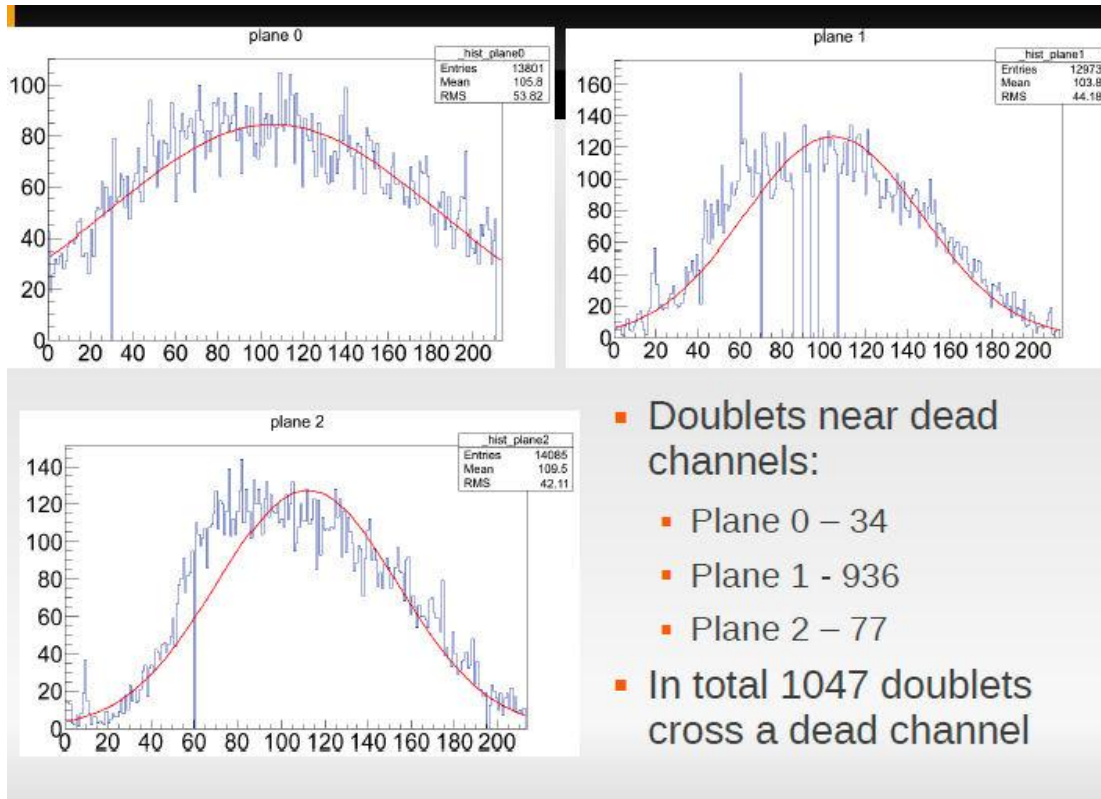 plane 0
_hist_plane0
Entries 13801
Mean 105.8
RMS 53.82
100
80
60
40
20
0
0 20 40 60 80 100 120 140 160 180 200
plane 1
_hist_plane1
Entries 12973
Mean 103.8
RMS 44.18
160
140
120
100
80
60
40
20
0
0 20 40 60 80 100 120 140 160 180 200
plane 2
_hist_plane2
Entries 14085
Mean 109.5
RMS 42.11
140
120
100
80
60
40
20
0
0 20 40 60 80 100 120 140 160 180 200
▪ Doublets near dead
channels:
▪ Plane 0 – 34
▪ Plane 1 - 936
▪ Plane 2 – 77
▪ In total 1047 doublets
cross a dead channel